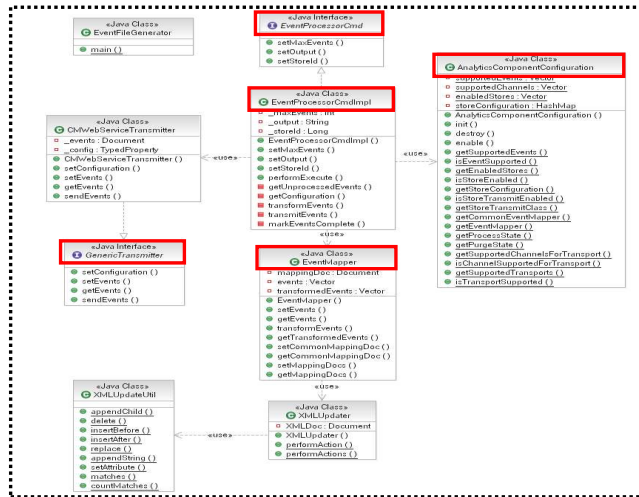 «Java Class»
EventFileGenerator
main ( )
«Java Interface»
EventProcessorCmd
setMaxEvents ( )
setOutput ( )
setStoreId ( )
«Java Class»
AnalyticsComponentConfiguration
supportedEvents : Vector
supportedChannels : Vector
enabledStores : Vector
storeConfiguration : HashMap
AnalyticsComponentConfiguration ( )
init ( )
destroy ( )
enable ( )
getSupportedEvents ( )
isEventSupported ( )
getEnabledStores ( )
isStoreEnabled ( )
getStoreConfiguration ( )
isStoreTransmitEnabled ( )
getStoreTransmitClass ( )
getCommonEventMapper ( )
getEventMapper ( )
getProcessState ( )
getPurgeState ( )
getSupportedChannelsForTransport ( )
isChannelSupportedForTransport ( )
getSupportedTransports ( )
isTransportSupported ( )
«Java Class»
EventProcessorCmdImpl
_maxEvents : int
_output : String
_storeId : Long
EventProcessorCmdImpl ( )
setMaxEvents ( )
setOutput ( )
setStoreId ( )
performExecute ( )
getUnprocessedEvents ( )
getConfiguration ( )
transformEvents ( )
transmitEvents ( )
markEventsComplete ( )
«Java Class»
CMWebServiceTransmitter
_events : Document
_config : TypedProperty
CMWebServiceTransmitter ( )
setConfiguration ( )
setEvents ( )
getEvents ( )
sendEvents ( )
«use»
«use»
«use»
«Java Interface»
GenericTransmitter
setConfiguration ( )
setEvents ( )
getEvents ( )
sendEvents ( )
«Java Class»
EventMapper
mappingDoc : Document
events : Vector
transformedEvents : Vector
EventMapper ( )
setEvents ( )
getEvents ( )
transformEvents ( )
getTransformedEvents ( )
setCommonMappingDoc ( )
getCommonMappingDoc ( )
setMappingDocs ( )
getMappingDocs ( )
«use»
«Java Class»
XMLUpdateUtil
appendChild ( )
delete ( )
insertBefore ( )
insertAfter ( )
replace ( )
appendString ( )
setAttribute ( )
matches ( )
countMatches ( )
«use»
«Java Class»
XMLUpdater
XMLDoc : Document
XMLUpdater ( )
performAction ( )
performActions ( )